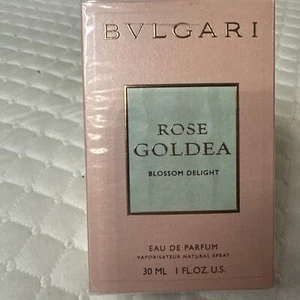 BVLGARI
ROSE
GOLDEA
BLOSSOM DELIGHT
EAU DE PARFUM
VAPORISATEUR NATURAL SPRAY
30 ML 1 FL.OZ. U.S.